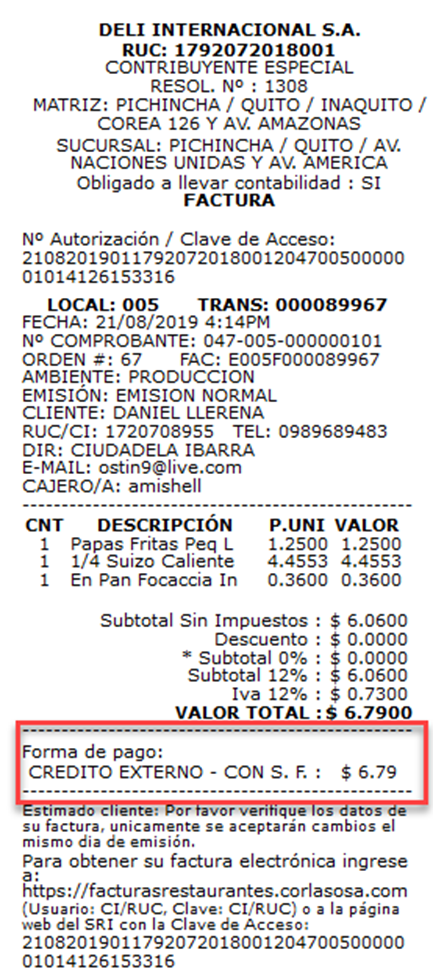 DELI INTERNACIONAL S.A.
RUC: 1792072018001
CONTRIBUYENTE ESPECIAL
RESOL. Nº : 1308
MATRIZ: PICHINCHA / QUITO / INAQUITO /
COREA 126 Y AV. AMAZONAS
SUCURSAL: PICHINCHA / QUITO / AV.
NACIONES UNIDAS Y AV. AMERICA
Obligado a llevar contabilidad : SI
FACTURA
Nº Autorización / Clave de Acceso:
21082019011792072018001204700500000
01014126153316
LOCAL: 005 TRANS: 000089967
FECHA: 21/08/2019 4:14PM
Nº COMPROBANTE: 047-005-000000101
ORDEN #: 67 FAC: E005F000089967
AMBIENTE: PRODUCCION
EMISIÓN: EMISION NORMAL
CLIENTE: DANIEL LLERENA
RUC/CI: 1720708955 TEL: 0989689483
DIR: CIUDADELA IBARRA
E-MAIL: ostin9@live.com
CAJERO/A: amishell
CNT DESCRIPCIÓN P.UNI VALOR
1 Papas Fritas Peq L 1.2500 1.2500
1 1/4 Suizo Caliente 4.4553 4.4553
1 En Pan Focaccia In 0.3600 0.3600
Subtotal Sin Impuestos : $ 6.0600
Descuento : $ 0.0000
* Subtotal 0% : $ 0.0000
Subtotal 12% : $ 6.0600
Iva 12% : $ 0.7300
VALOR TOTAL :$ 6.7900
Forma de pago:
CREDITO EXTERNO - CON S. F. : $ 6.79
Estimado cliente: Por favor verifique los datos de
su factura, unicamente se aceptarán cambios el
mismo dia de emisión.
Para obtener su factura electrónica ingrese
a:
https://facturasrestaurantes.corlasosa.com
(Usuario: CI/RUC, Clave: CI/RUC) o a la página
web del SRI con la Clave de Acceso:
21082019011792072018001204700500000
01014126153316